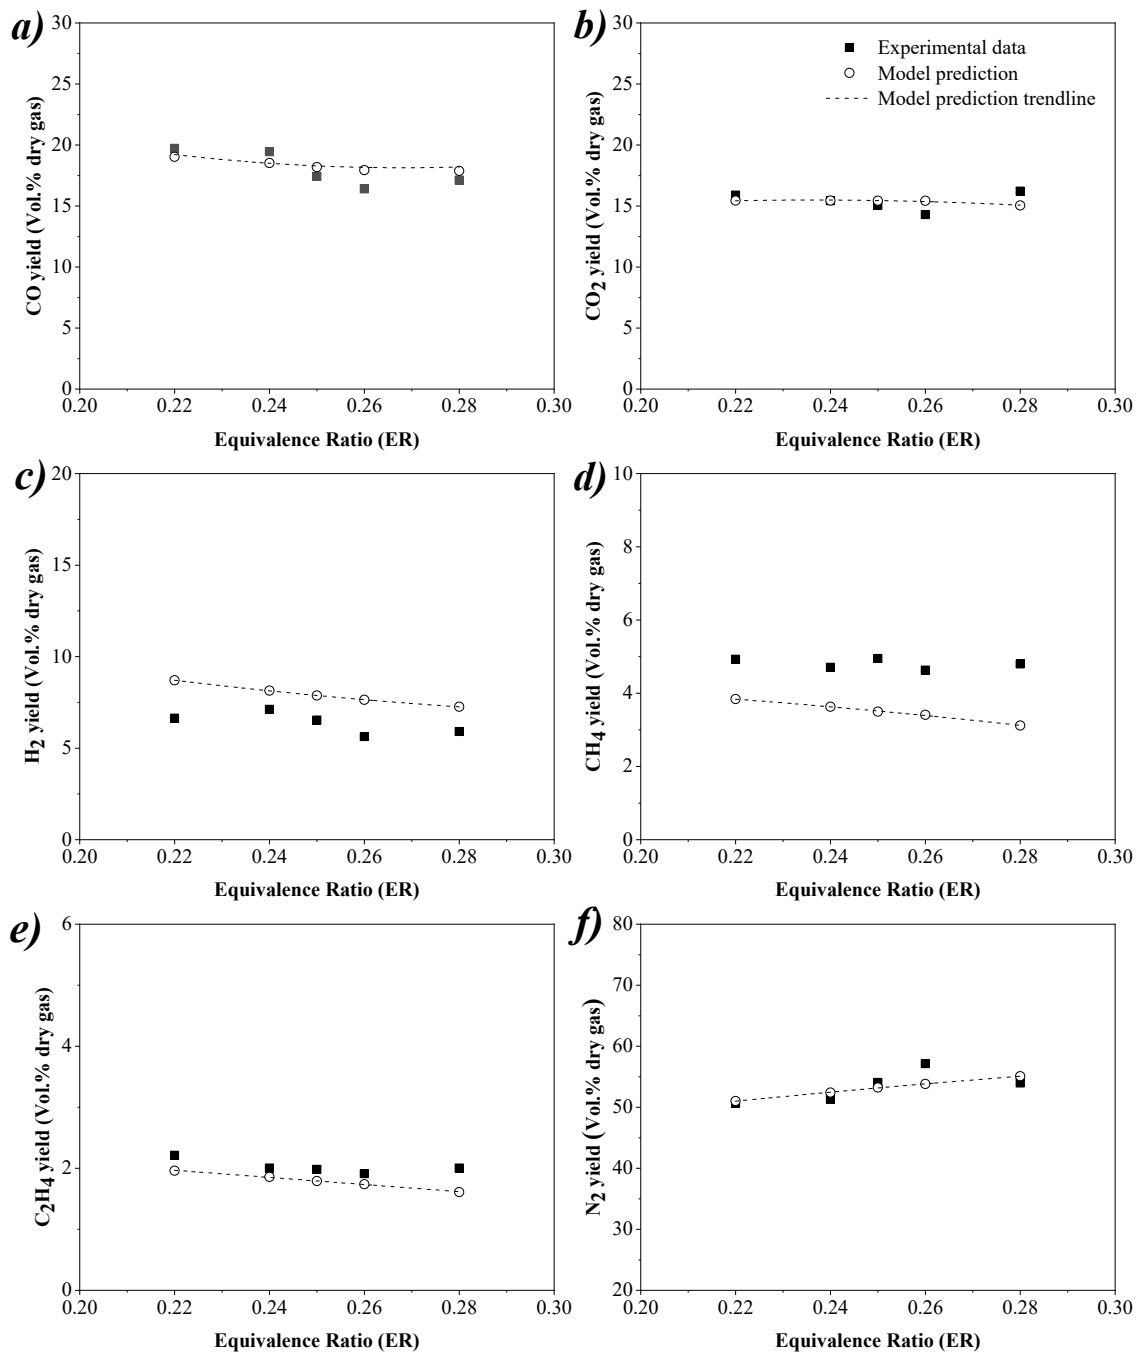 a)
30
25
20
15
10
5
0
CO yield (Vol.% dry gas)
0.20 0.22 0.24 0.26 0.28 0.30
Equivalence Ratio (ER)
b)
Experimental data
Model prediction
Model prediction trendline
30
25
20
15
10
5
0
CO2 yield (Vol.% dry gas)
0.20 0.22 0.24 0.26 0.28 0.30
Equivalence Ratio (ER)
c)
20
15
10
5
0
H2 yield (Vol.% dry gas)
0.20 0.22 0.24 0.26 0.28 0.30
Equivalence Ratio (ER)
d)
10
8
6
4
2
0
CH4 yield (Vol.% dry gas)
0.20 0.22 0.24 0.26 0.28 0.30
Equivalence Ratio (ER)
e)
6
4
2
0
C2H4 yield (Vol.% dry gas)
0.20 0.22 0.24 0.26 0.28 0.30
Equivalence Ratio (ER)
f)
80
70
60
50
40
30
20
N2 yield (Vol.% dry gas)
0.20 0.22 0.24 0.26 0.28 0.30
Equivalence Ratio (ER)